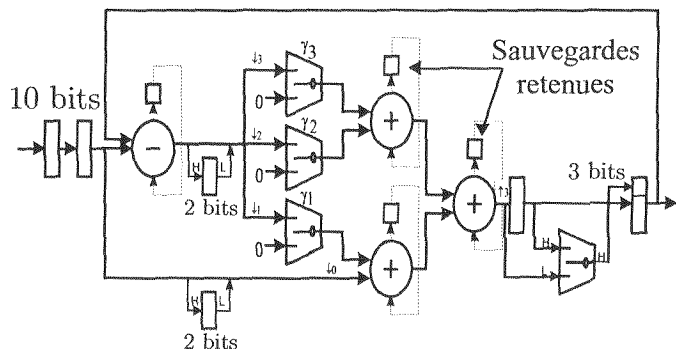 Sauvegardes
retenues
10 bits
3 bits
↓3
γ3
0
↓2
γ2
0
↓1
γ1
0
↓0
−
+
+
+
↑3
H
L
2 bits
H
L
2 bits
H
L
H